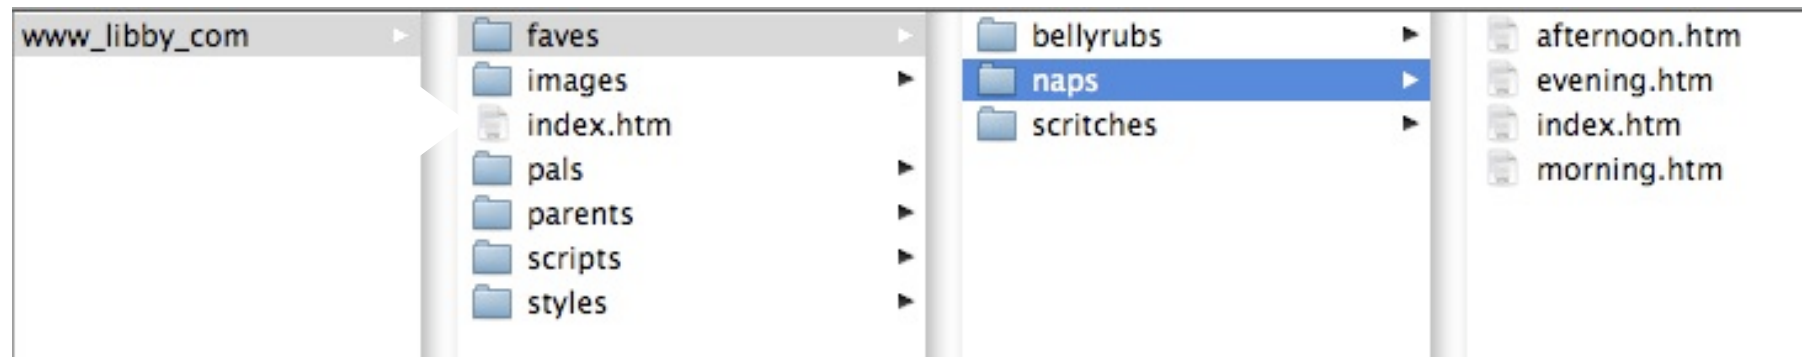 www_libby_com
faves
images
index.htm
pals
parents
scripts
styles
bellyrubs
naps
scritches
afternoon.htm
evening.htm
index.htm
morning.htm